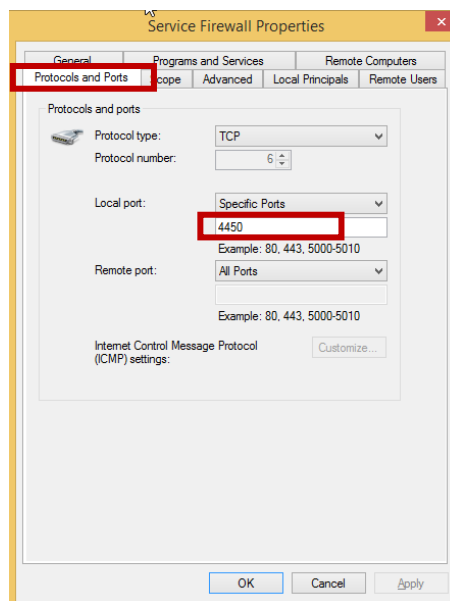 Service Firewall Properties
General Programs and Services Remote Computers
Protocols and Ports Scope Advanced Local Principals Remote Users
Protocols and ports
Protocol type: TCP
Protocol number: 6
Local port: Specific Ports
4450
Example: 80, 443, 5000-5010
Remote port: All Ports
Example: 80, 443, 5000-5010
Internet Control Message Protocol Customize...
(ICMP) settings:
OK Cancel Apply